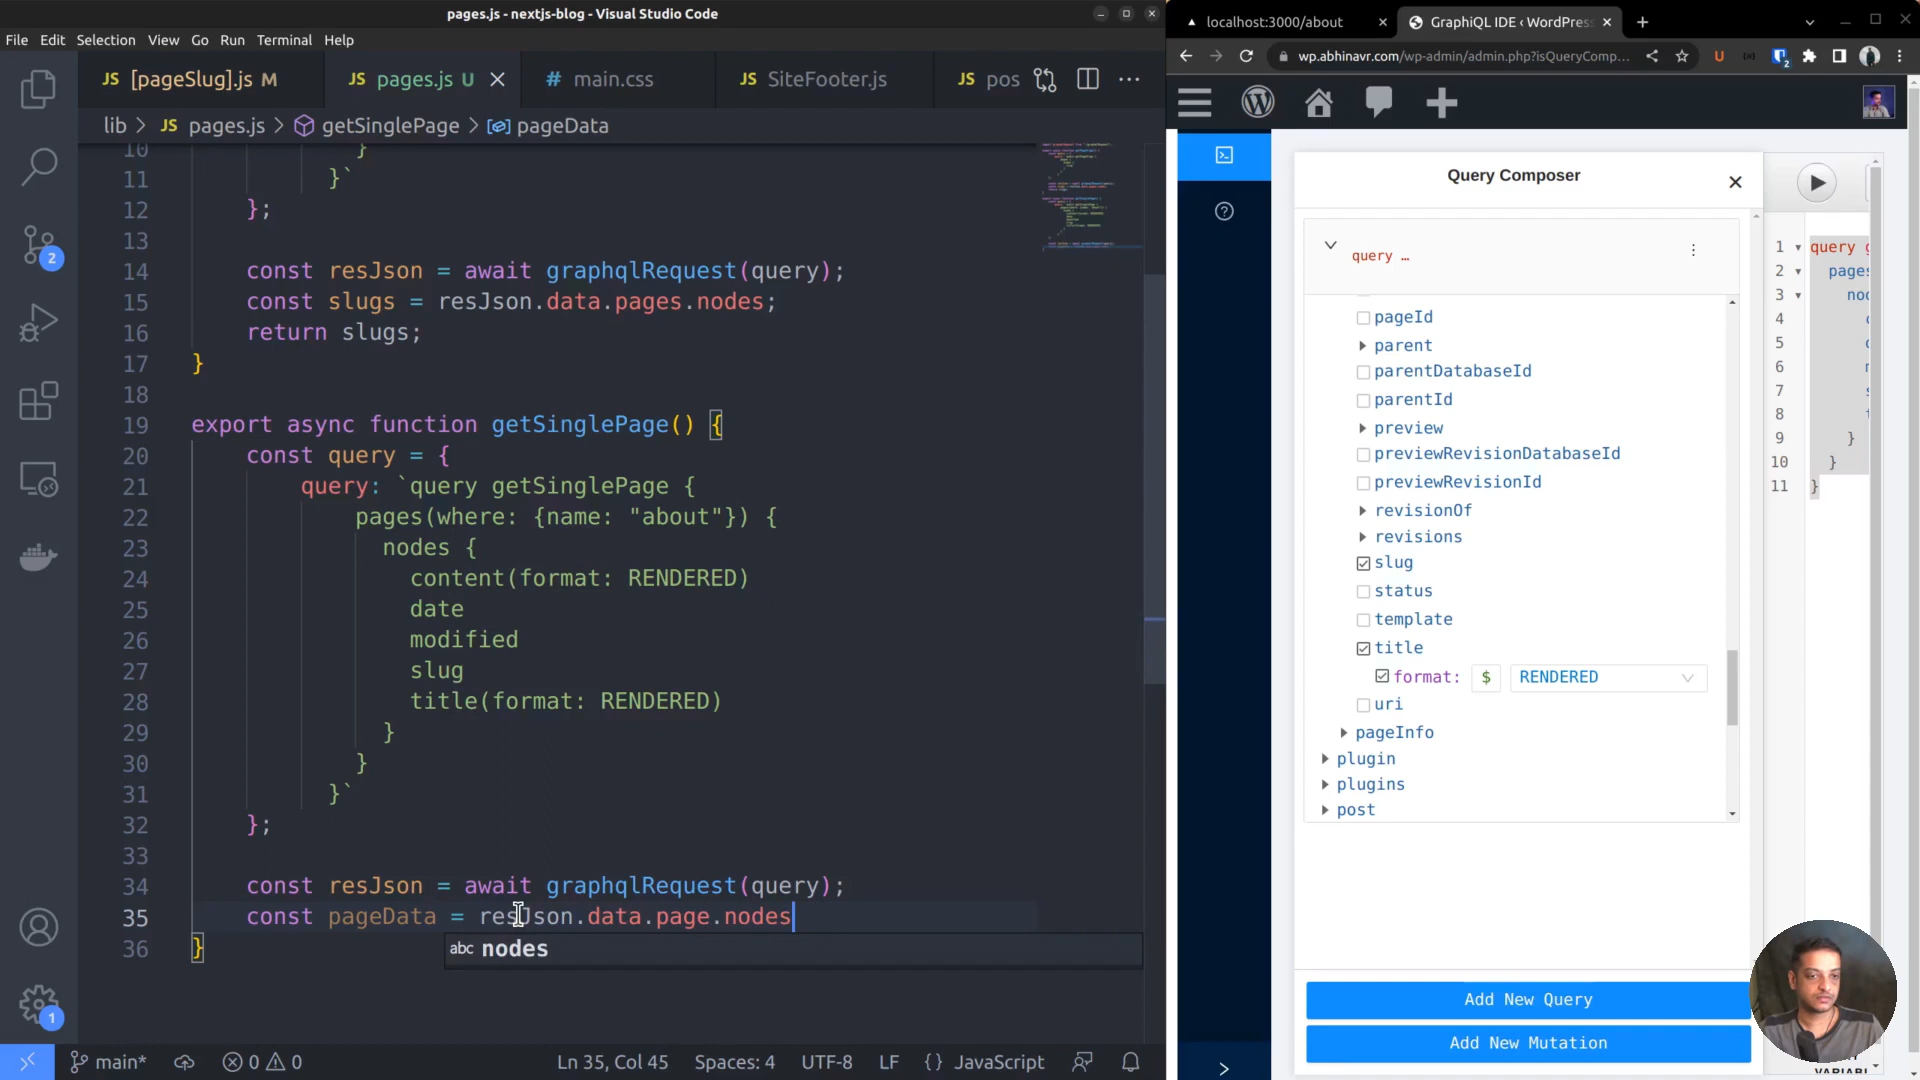 pages.js - nextjs-blog - Visual Studio Code
File Edit Selection View Go Run Terminal Help
JS [pageSlug].js M
JS pages.js U
# main.css
JS SiteFooter.js
JS pos
lib > JS pages.js > getSinglePage > pageData
10 }
11 }`
12 };
13
14 const resJson = await graphqlRequest(query);
15 const slugs = resJson.data.pages.nodes;
16 return slugs;
17 }
18
19 export async function getSinglePage() {
20 const query = {
21 query: `query getSinglePage {
22 pages(where: {name: "about"}) {
23 nodes {
24 content(format: RENDERED)
25 date
26 modified
27 slug
28 title(format: RENDERED)
29 }
30 }
31 }`
32 };
33
34 const resJson = await graphqlRequest(query);
35 const pageData = resJson.data.page.nodes
36 }
abc nodes
2
1
main*
0 0
Ln 35, Col 45
Spaces: 4
UTF-8
LF
{ } JavaScript
localhost:3000/about
GraphiQL IDE ‹ WordPres
wp.abhinavr.com/wp-admin/admin.php?isQueryComp...
U
2
Query Composer
query …
pageId
parent
parentDatabaseId
parentId
preview
previewRevisionDatabaseId
previewRevisionId
revisionOf
revisions
slug
status
template
title
format: $ RENDERED
uri
pageInfo
plugin
plugins
post
Add New Query
Add New Mutation
1 query g
2 pages
3 noc
4
5
6
7
8
9 }
10 }
11 }